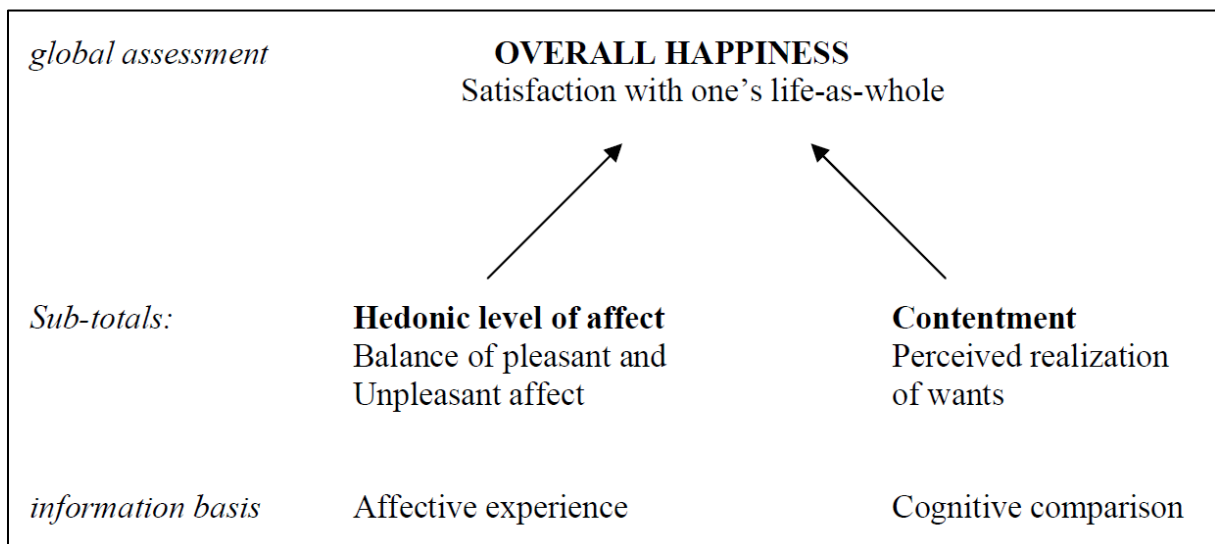 global assessment OVERALL HAPPINESS
Satisfaction with one’s life-as-whole
Sub-totals: Hedonic level of affect Contentment
Balance of pleasant and Perceived realization
Unpleasant affect of wants
information basis Affective experience Cognitive comparison